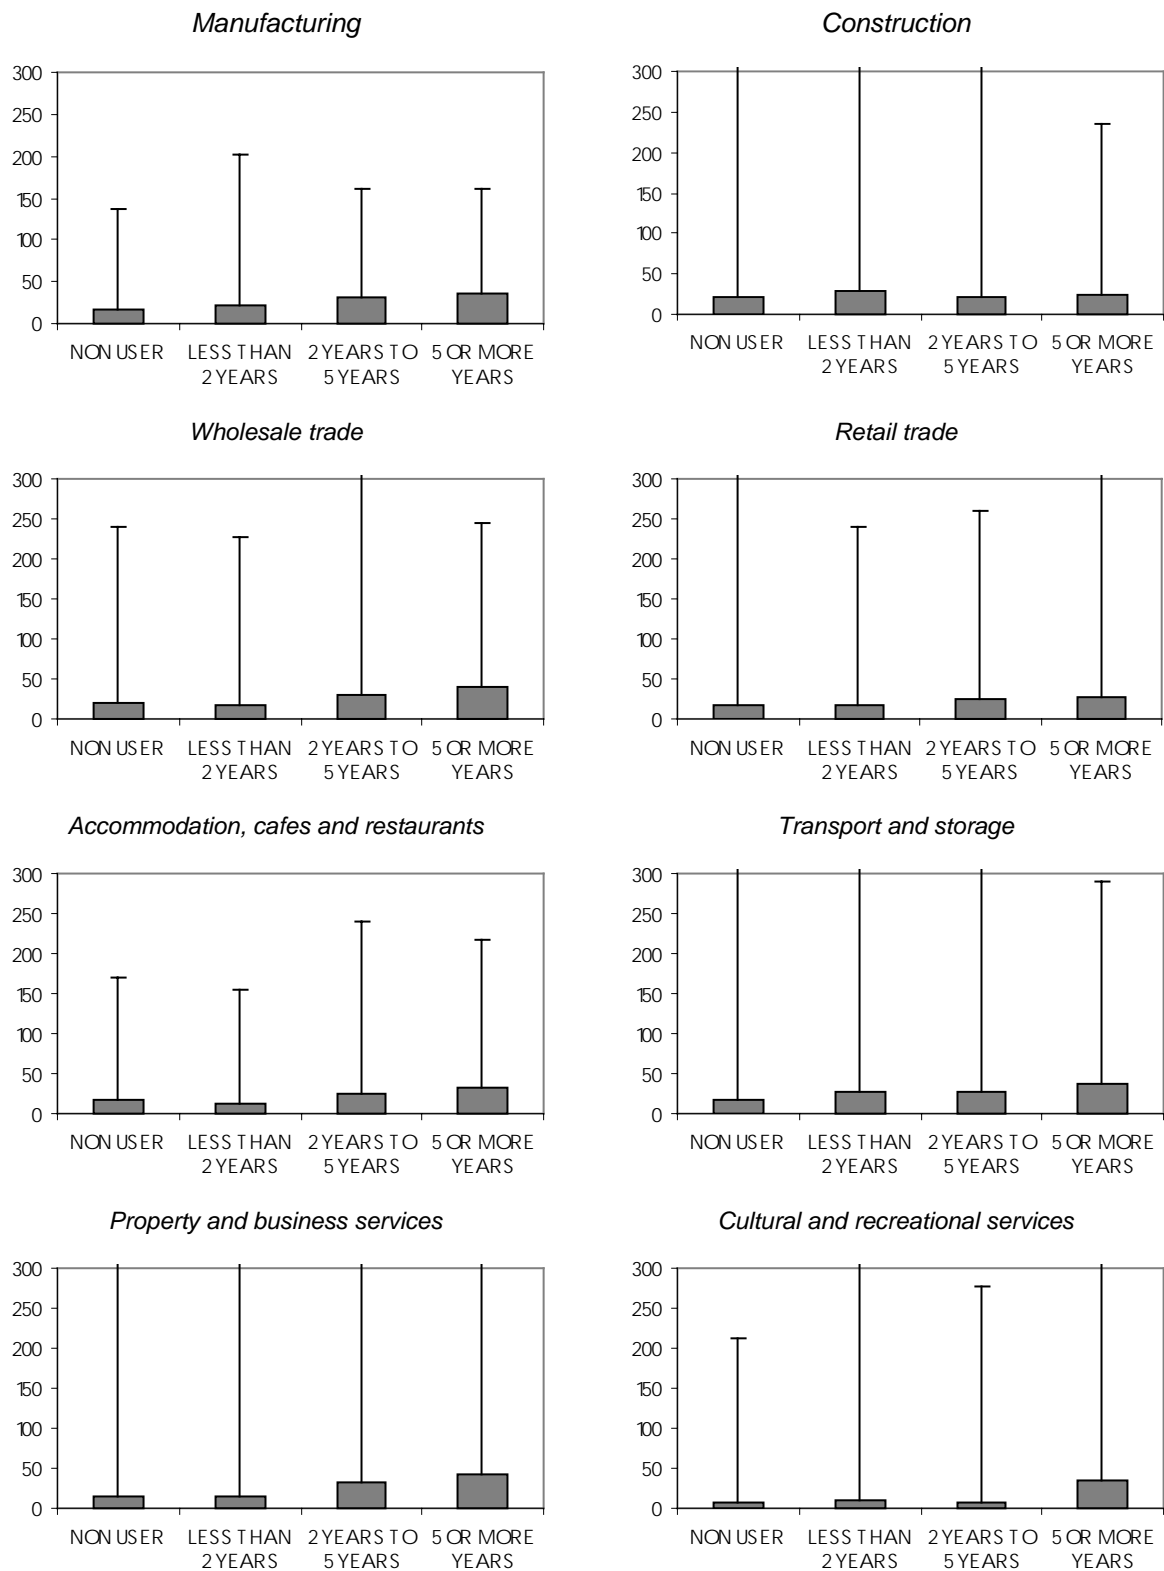 Manufacturing
300
250
200
150
100
50
0
NON USER
LESS THAN
2 YEARS
2 YEARS TO
5 YEARS
5 OR MORE
YEARS
Construction
300
250
200
150
100
50
0
NON USER
LESS THAN
2 YEARS
2 YEARS TO
5 YEARS
5 OR MORE
YEARS
Wholesale trade
300
250
200
150
100
50
0
NON USER
LESS THAN
2 YEARS
2 YEARS TO
5 YEARS
5 OR MORE
YEARS
Retail trade
300
250
200
150
100
50
0
NON USER
LESS THAN
2 YEARS
2 YEARS TO
5 YEARS
5 OR MORE
YEARS
Accommodation, cafes and restaurants
300
250
200
150
100
50
0
NON USER
LESS THAN
2 YEARS
2 YEARS TO
5 YEARS
5 OR MORE
YEARS
Transport and storage
300
250
200
150
100
50
0
NON USER
LESS THAN
2 YEARS
2 YEARS TO
5 YEARS
5 OR MORE
YEARS
Property and business services
300
250
200
150
100
50
0
NON USER
LESS THAN
2 YEARS
2 YEARS TO
5 YEARS
5 OR MORE
YEARS
Cultural and recreational services
300
250
200
150
100
50
0
NON USER
LESS THAN
2 YEARS
2 YEARS TO
5 YEARS
5 OR MORE
YEARS